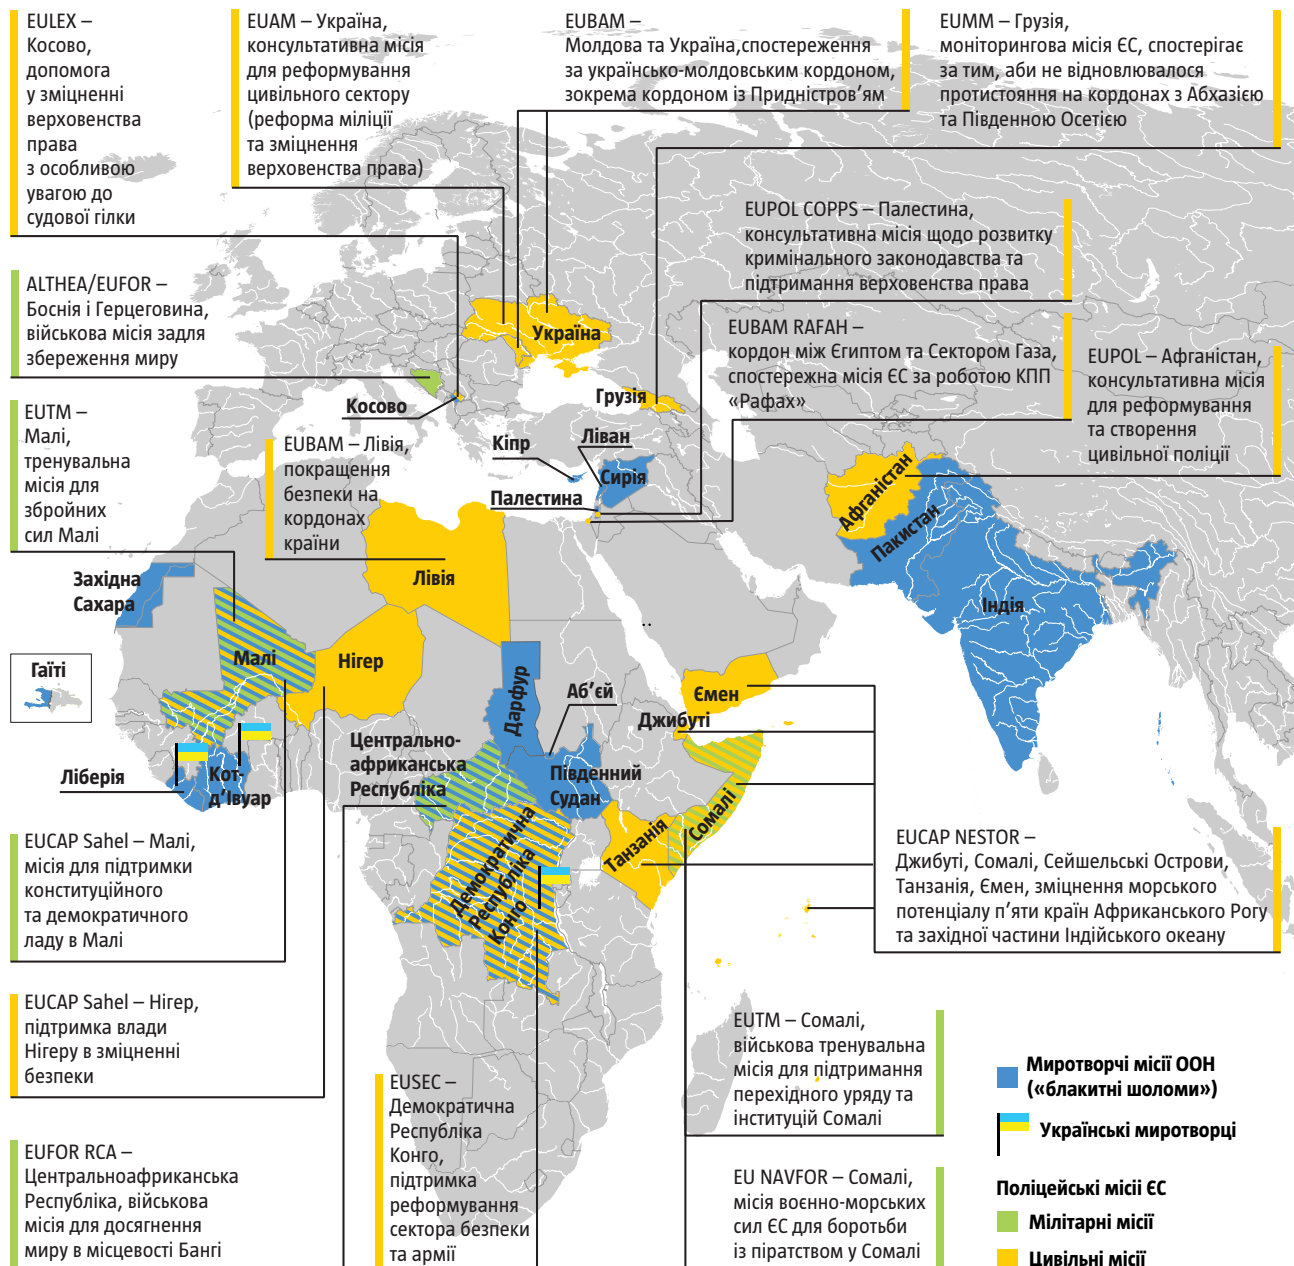 EULEX –
Косово,
допомога
у зміцненні
верховенства
права
з особливою
увагою до
судової гілки
EUAM – Україна,
консультативна місія
для реформування
цивільного сектору
(реформа міліції
та зміцнення
верховенства права)
EUBAM –
Молдова та Україна,спостереження
за українсько-молдовським кордоном,
зокрема кордоном із Придністров’ям
EUMM – Грузія,
моніторингова місія ЄС, спостерігає
за тим, аби не відновлювалося
протистояння на кордонах з Абхазією
та Південною Осетією
EUPOL COPPS – Палестина,
консультативна місія щодо розвитку
кримінального законодавства та
підтримання верховенства права
ALTHEA/EUFOR –
Боснія і Герцеговина,
військова місія задля
збереження миру
EUBAM RAFAH –
кордон між Єгиптом та Сектором Газа,
спостережна місія ЄС за роботою КПП
«Рафах»
EUPOL – Афганістан,
консультативна місія
для реформування
та створення
цивільної поліції
EUTM –
Малі,
тренувальна
місія для
збройних
сил Малі
EUBAM – Лівія,
покращення
безпеки на
кордонах
країни
Україна
Грузія
Косово
Кіпр
Ліван
Сирія
Палестина
Афганістан
Пакистан
Індія
Західна
Сахара
Лівія
Малі
Нігер
Гаїті
Дарфур
Аб’єй
Ємен
Джибуті
Центрально-
африканська
Республіка
Південний
Судан
Ліберія
Кот-
д’Івуар
Сомалі
Танзанія
Демократична
Республіка
Конго
EUCAP Sahel – Малі,
місія для підтримки
конституційного
та демократичного
ладу в Малі
EUCAP NESTOR –
Джибуті, Сомалі, Сейшельські Острови,
Танзанія, Ємен, зміцнення морського
потенціалу п’яти країн Африканського Рогу
та західної частини Індійського океану
EUCAP Sahel – Нігер,
підтримка влади
Нігеру в зміцненні
безпеки
EUTM – Сомалі,
військова тренувальна
місія для підтримання
перехідного уряду та
інституцій Сомалі
EUSEC –
Демократична
Республіка
Конго,
підтримка
реформування
сектора безпеки
та армії
EUFOR RCA –
Центральноафриканська
Республіка, військова
місія для досягнення
миру в місцевості Бангі
EU NAVFOR – Сомалі,
місія воєнно-морських
сил ЄС для боротьби
із піратством у Сомалі
Миротворчі місії ООН
(«блакитні шоломи»)
Українські миротворці
Поліцейські місії ЄС
Мілітарні місії
Цивільні місії